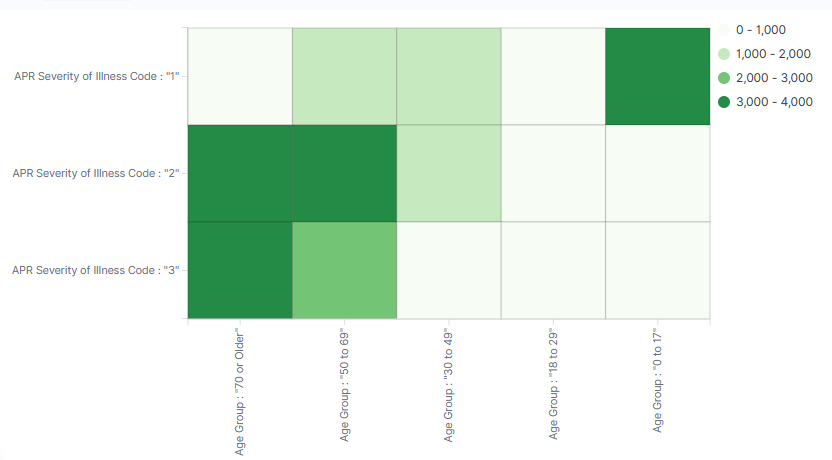 0 - 1,000
1,000 - 2,000
2,000 - 3,000
3,000 - 4,000
APR Severity of Illness Code : "1"
APR Severity of Illness Code : "2"
APR Severity of Illness Code : "3"
Age Group : "70 or Older"
Age Group : "50 to 69"
Age Group : "30 to 49"
Age Group : "18 to 29"
Age Group : "0 to 17"